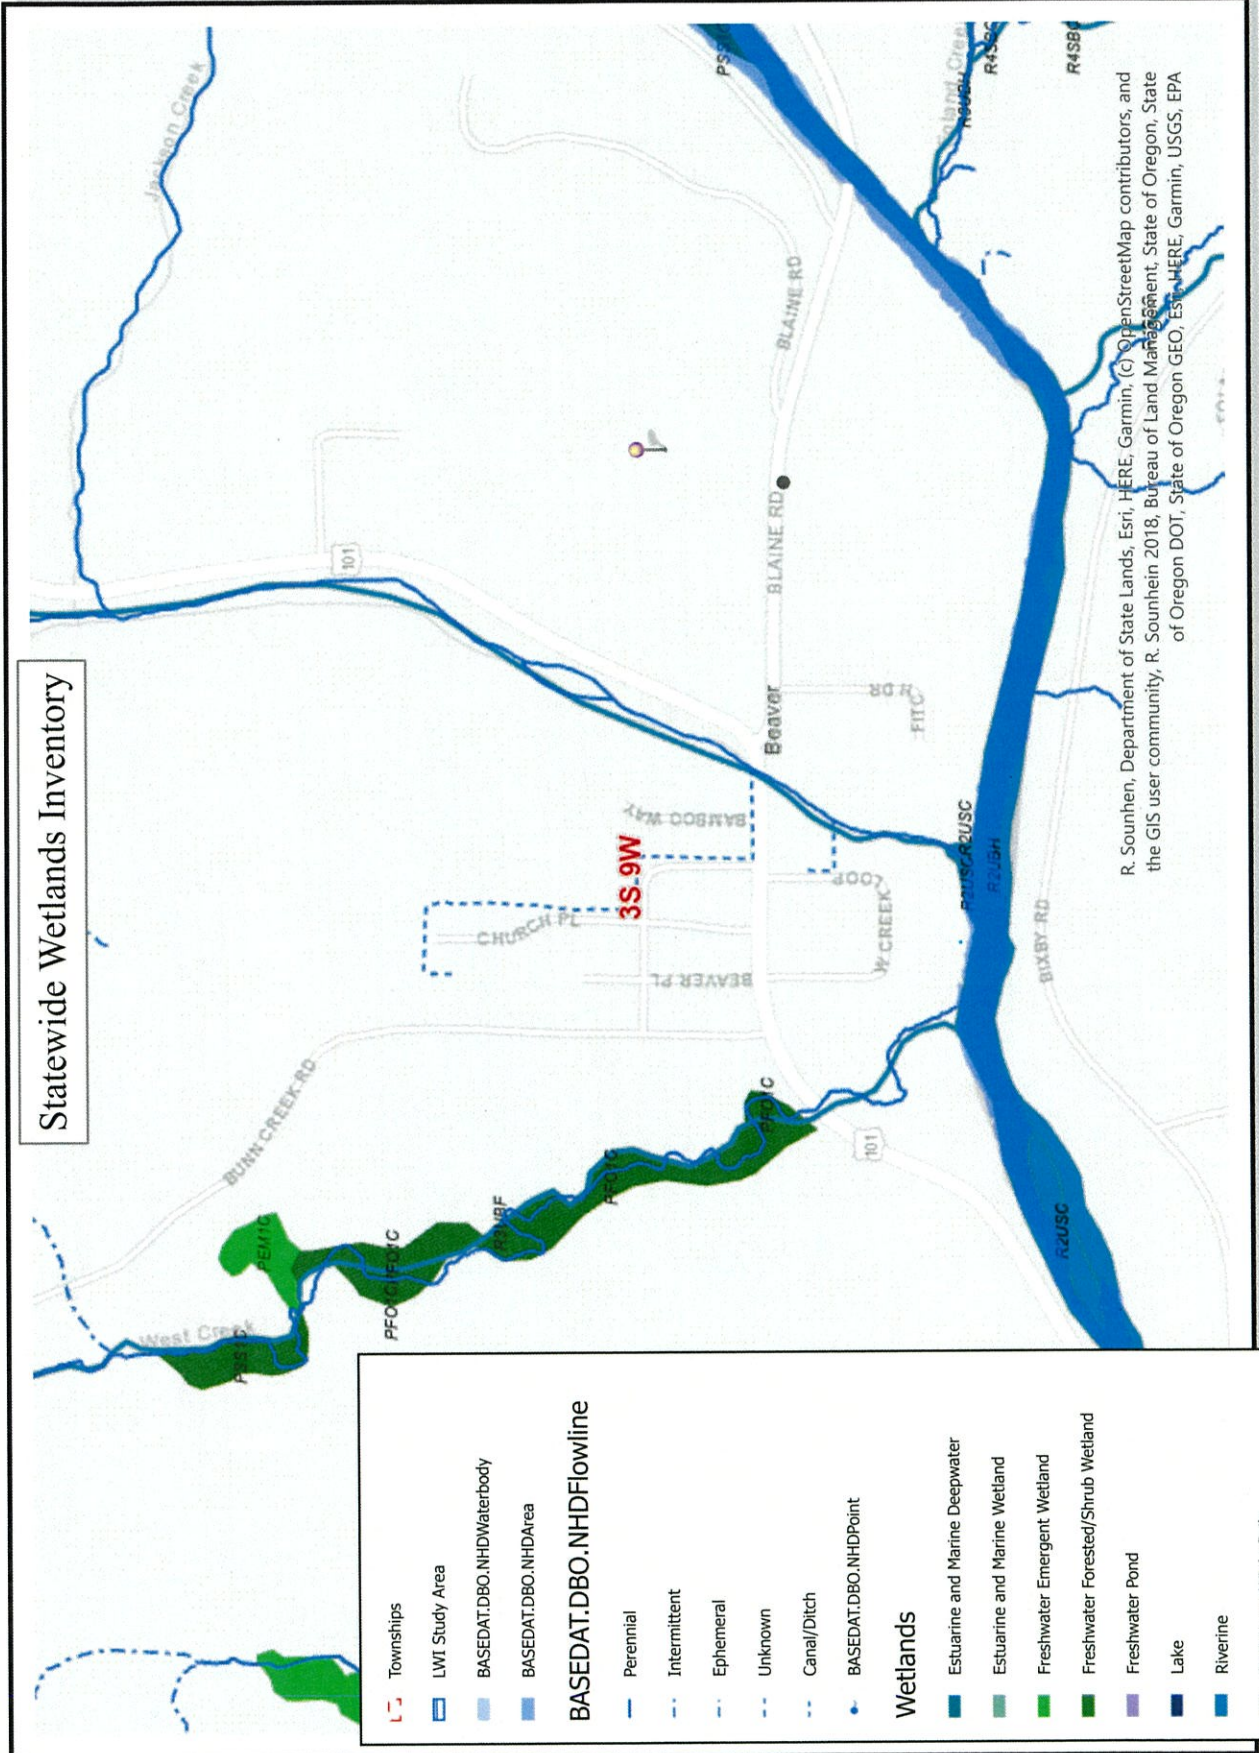 Statewide Wetlands Inventory
Jackson Creek
BUNN CREEK RD
West Creek
101
CHURCH PL
BEAVER PL
BAMBOO WAY
3S 9W
Beaver
BLAINE RD
BLAINE RD
LOOP
W CREEK
FITC
H DR
101
BIXBY RD
PEM1C
PSS1C
PFO1C
PFO1C
R3UBF
PFO1C
PFO1C
R2USC
R2USC
R2USC
R2UBH
R4SBC
R4SBC
R. Sounhen, Department of State Lands, Esri, HERE, Garmin, (c) OpenStreetMap contributors, and
the GIS user community, R. Sounhein 2018, Bureau of Land Management, State of Oregon, State
of Oregon DOT, State of Oregon GEO, Esri, HERE, Garmin, USGS, EPA
Townships
LWI Study Area
BASEDAT.DBO.NHDWaterbody
BASEDAT.DBO.NHDArea
BASEDAT.DBO.NHDFlowline
Perennial
Intermittent
Ephemeral
Unknown
Canal/Ditch
BASEDAT.DBO.NHDPoint
Wetlands
Estuarine and Marine Deepwater
Estuarine and Marine Wetland
Freshwater Emergent Wetland
Freshwater Forested/Shrub Wetland
Freshwater Pond
Lake
Riverine